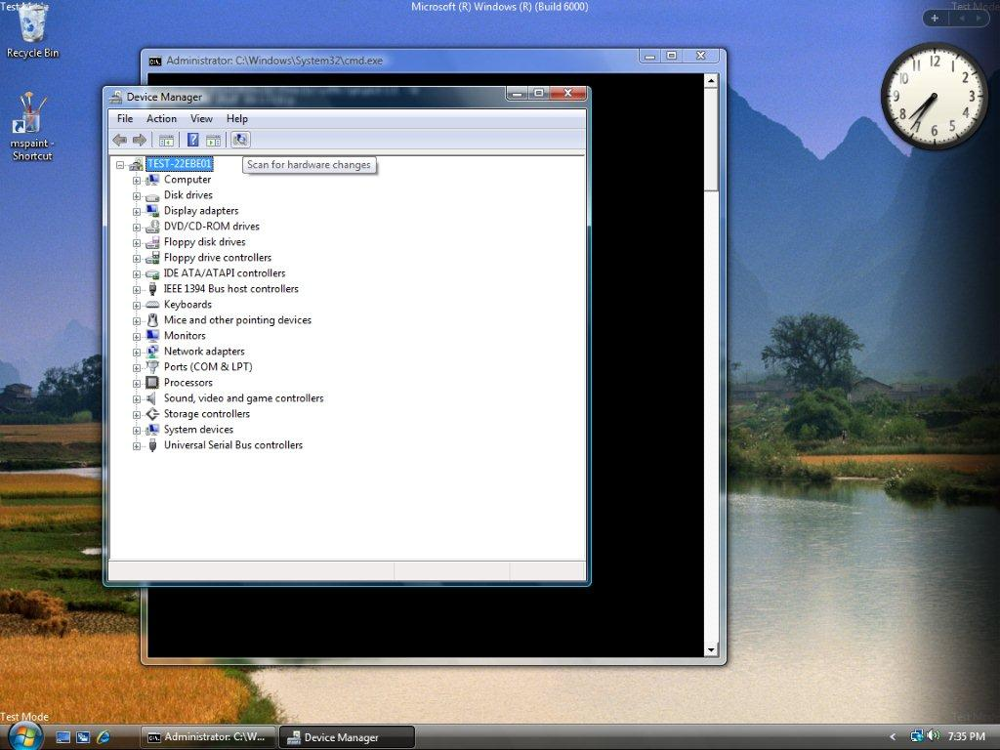 Test Mode
Microsoft (R) Windows (R) (Build 6000)
Test Mode
Recycle Bin
mspaint -
Shortcut
Administrator: C:\Windows\System32\cmd.exe
12
1
2
3
4
5
6
7
8
9
10
11
Device Manager
File Action View Help
Scan for hardware changes
TEST-22EBE01
Computer
Disk drives
Display adapters
DVD/CD-ROM drives
Floppy disk drives
Floppy drive controllers
IDE ATA/ATAPI controllers
IEEE 1394 Bus host controllers
Keyboards
Mice and other pointing devices
Monitors
Network adapters
Ports (COM & LPT)
Processors
Sound, video and game controllers
Storage controllers
System devices
Universal Serial Bus controllers
Test Mode
Test Mode
Administrator: C:\W...
Device Manager
7:35 PM